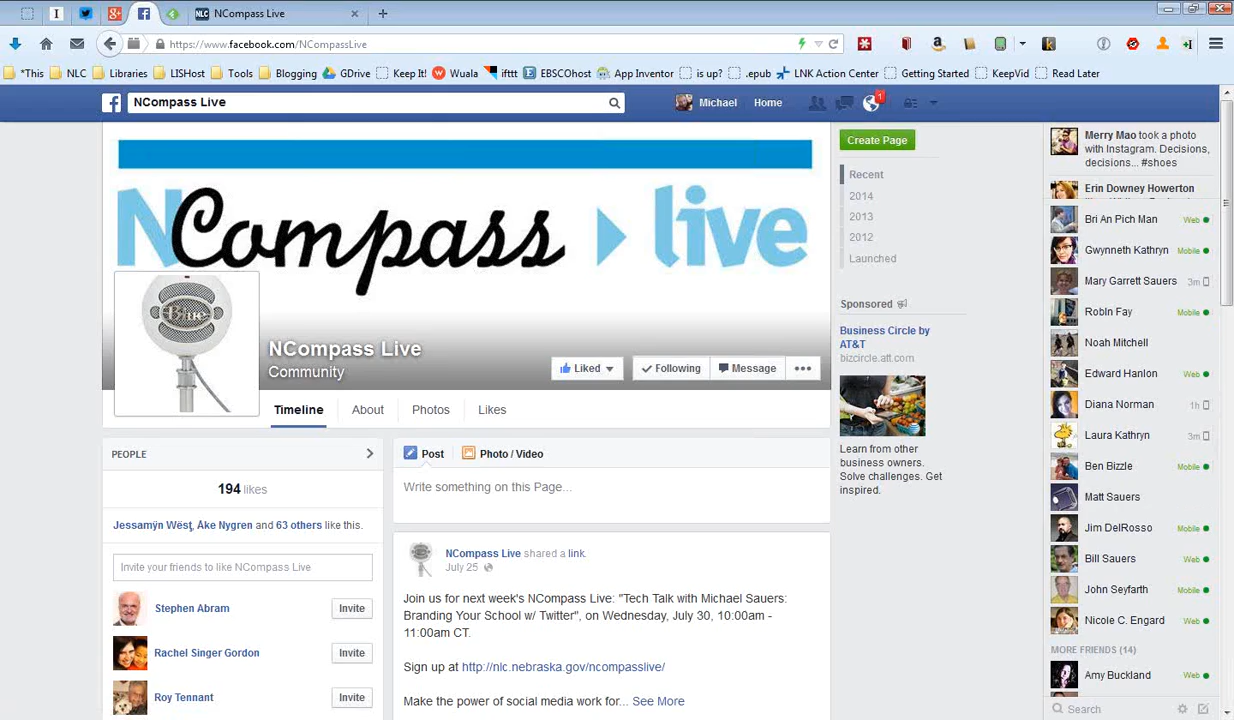 NLC NCompass Live
https://www.facebook.com/NCompassLive
*This NLC Libraries LISHost Tools Blogging GDrive Keep It! Wuala ifttt EBSCOhost App Inventor is up? .epub LNK Action Center Getting Started KeepVid Read Later
NCompass Live
Michael Home 1
NCompass live
Blue
NCompass Live
Community
Liked Following Message
Timeline About Photos Likes
PEOPLE
194 likes
Jessamyn West, Åke Nygren and 63 others like this.
Invite your friends to like NCompass Live
Stephen Abram Invite
Rachel Singer Gordon Invite
Roy Tennant Invite
Post Photo / Video
Write something on this Page...
NCompass Live shared a link.
July 25
Join us for next week's NCompass Live: "Tech Talk with Michael Sauers:
Branding Your School w/ Twitter", on Wednesday, July 30, 10:00am -
11:00am CT.
Sign up at http://nlc.nebraska.gov/ncompasslive/
Make the power of social media work for... See More
Create Page
Recent
2014
2013
2012
Launched
Sponsored
Business Circle by
AT&T
bizcircle.att.com
Learn from other
business owners.
Solve challenges. Get
inspired.
Merry Mao took a photo
with Instagram. Decisions,
decisions... #shoes
Erin Downey Howerton
Bri An Pich Man Web
Gwynneth Kathryn Mobile
Mary Garrett Sauers 3m
Robin Fay Mobile
Noah Mitchell
Edward Hanlon Web
Diana Norman 1h
Laura Kathryn 3m
Ben Bizzle Mobile
Matt Sauers
Jim DelRosso Mobile
Bill Sauers Web
John Seyfarth Mobile
Nicole C. Engard Web
MORE FRIENDS (14)
Amy Buckland Web
Search